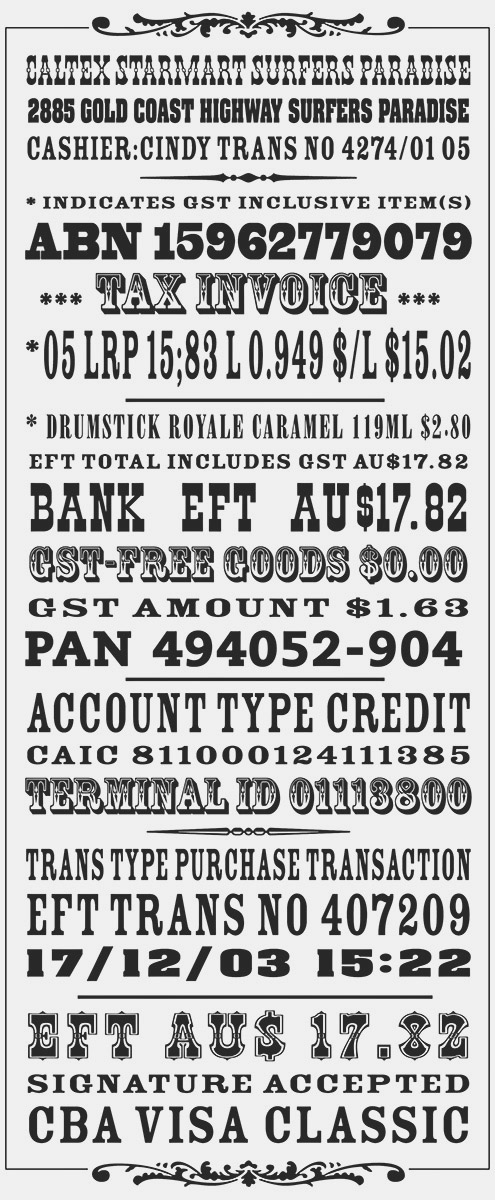 CALTEX STARMART SURFERS PARADISE
2885 GOLD COAST HIGHWAY SURFERS PARADISE
CASHIER:CINDY TRANS NO 4274/01 05
* INDICATES GST INCLUSIVE ITEM(S)
ABN 15962779079
*** TAX INVOICE ***
*05 LRP 15;83 L 0.949 $/L $15.02
* DRUMSTICK ROYALE CARAMEL 119ML $2.80
EFT TOTAL INCLUDES GST AU$17.82
BANK EFT AU$17.82
GST-FREE GOODS $0.00
GST AMOUNT $1.63
PAN 494052-904
ACCOUNT TYPE CREDIT
CAIC 811000124111385
TERMINAL ID 01113800
TRANS TYPE PURCHASE TRANSACTION
EFT TRANS NO 407209
17/12/03 15:22
EFT AU$ 17.82
SIGNATURE ACCEPTED
CBA VISA CLASSIC